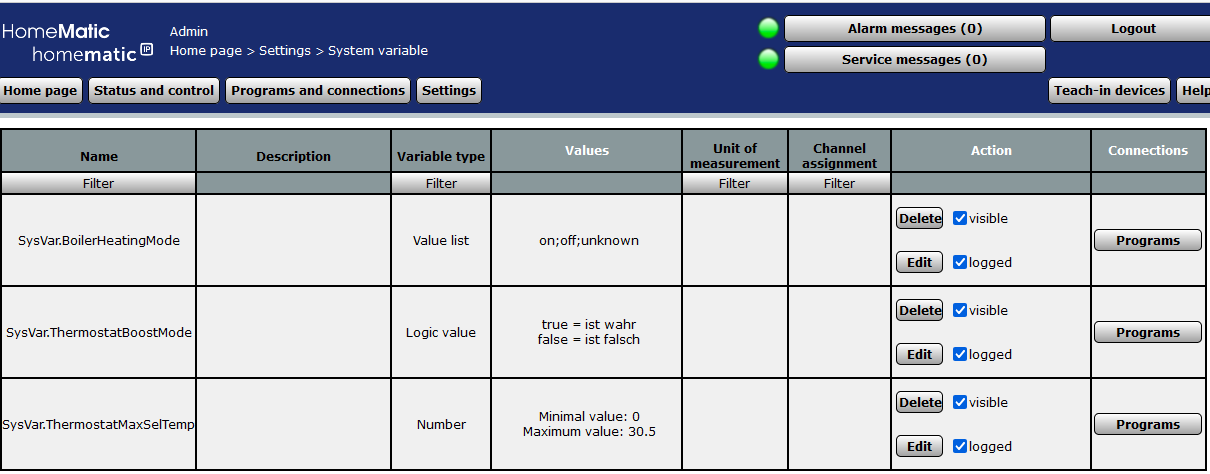 HomeMatic
homematic IP
Admin
Home page > Settings > System variable
Alarm messages (0)
Logout
Service messages (0)
Home page
Status and control
Programs and connections
Settings
Teach-in devices
Help
Name
Description
Variable type
Values
Unit of
measurement
Channel
assignment
Action
Connections
Filter
Filter
Filter
Filter
SysVar.BoilerHeatingMode
Value list
on;off;unknown
Delete
visible
Edit
logged
Programs
SysVar.ThermostatBoostMode
Logic value
true = ist wahr
false = ist falsch
Delete
visible
Edit
logged
Programs
SysVar.ThermostatMaxSelTemp
Number
Minimal value: 0
Maximum value: 30.5
Delete
visible
Edit
logged
Programs